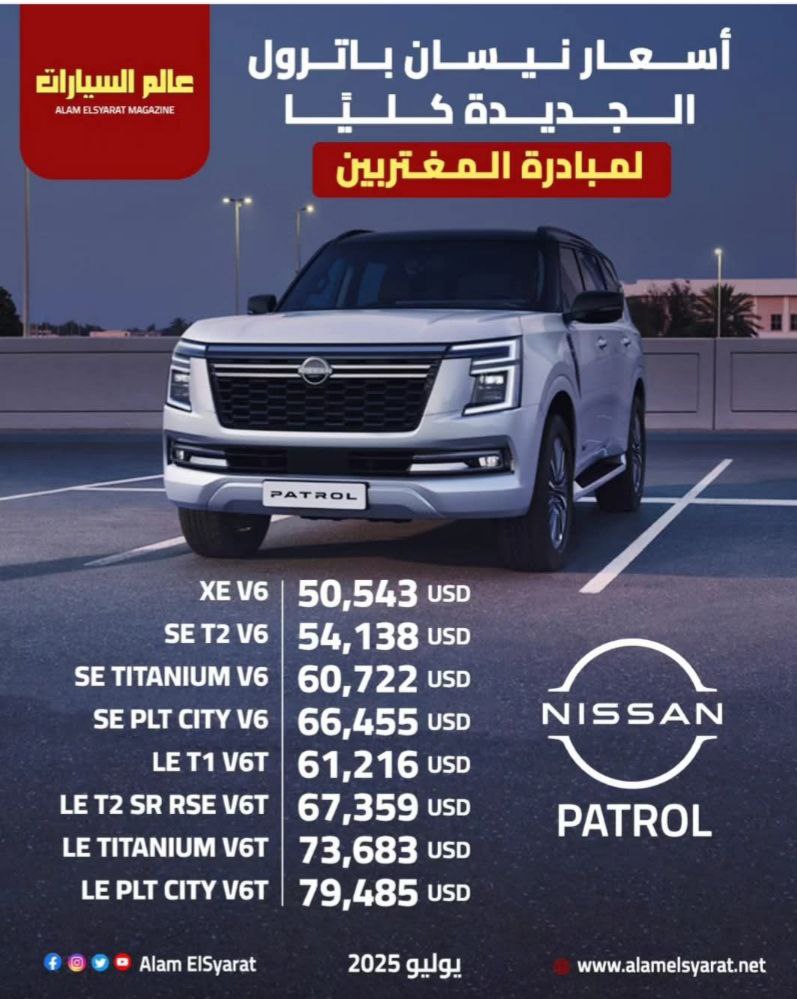 عالم السيارات
ALAM ELSYARAT MAGAZINE
أسعار نيسان باترول
الجديدة كليًا
لمبادرة المغتربين
NISSAN
PATROL
XE V6 50,543 USD
SE T2 V6 54,138 USD
SE TITANIUM V6 60,722 USD
SE PLT CITY V6 66,455 USD
LE T1 V6T 61,216 USD
LE T2 SR RSE V6T 67,359 USD
LE TITANIUM V6T 73,683 USD
LE PLT CITY V6T 79,485 USD
NISSAN
PATROL
Alam ElSyarat
يوليو 2025
www.alamelsyarat.net